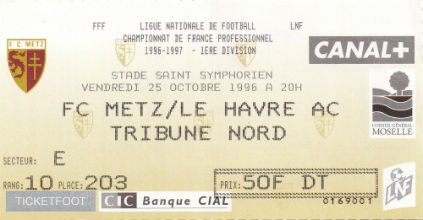 FFF LIGUE NATIONALE DE FOOTBALL LNF
CHAMPIONNAT DE FRANCE PROFESSIONNEL
1996-1997 - 1ERE DIVISION
F.C. METZ
CANAL+
STADE SAINT SYMPHORIEN
VENDREDI 25 OCTOBRE 1996 A 20H
FC METZ/LE HAVRE AC
TRIBUNE NORD
CONSEIL GÉNÉRAL
MOSELLE
SECTEUR: E
RANG: 10 PLACE: 203
PRIX: 50F DT
TICKETFOOT
CIC Banque CIAL
0169001
LNF